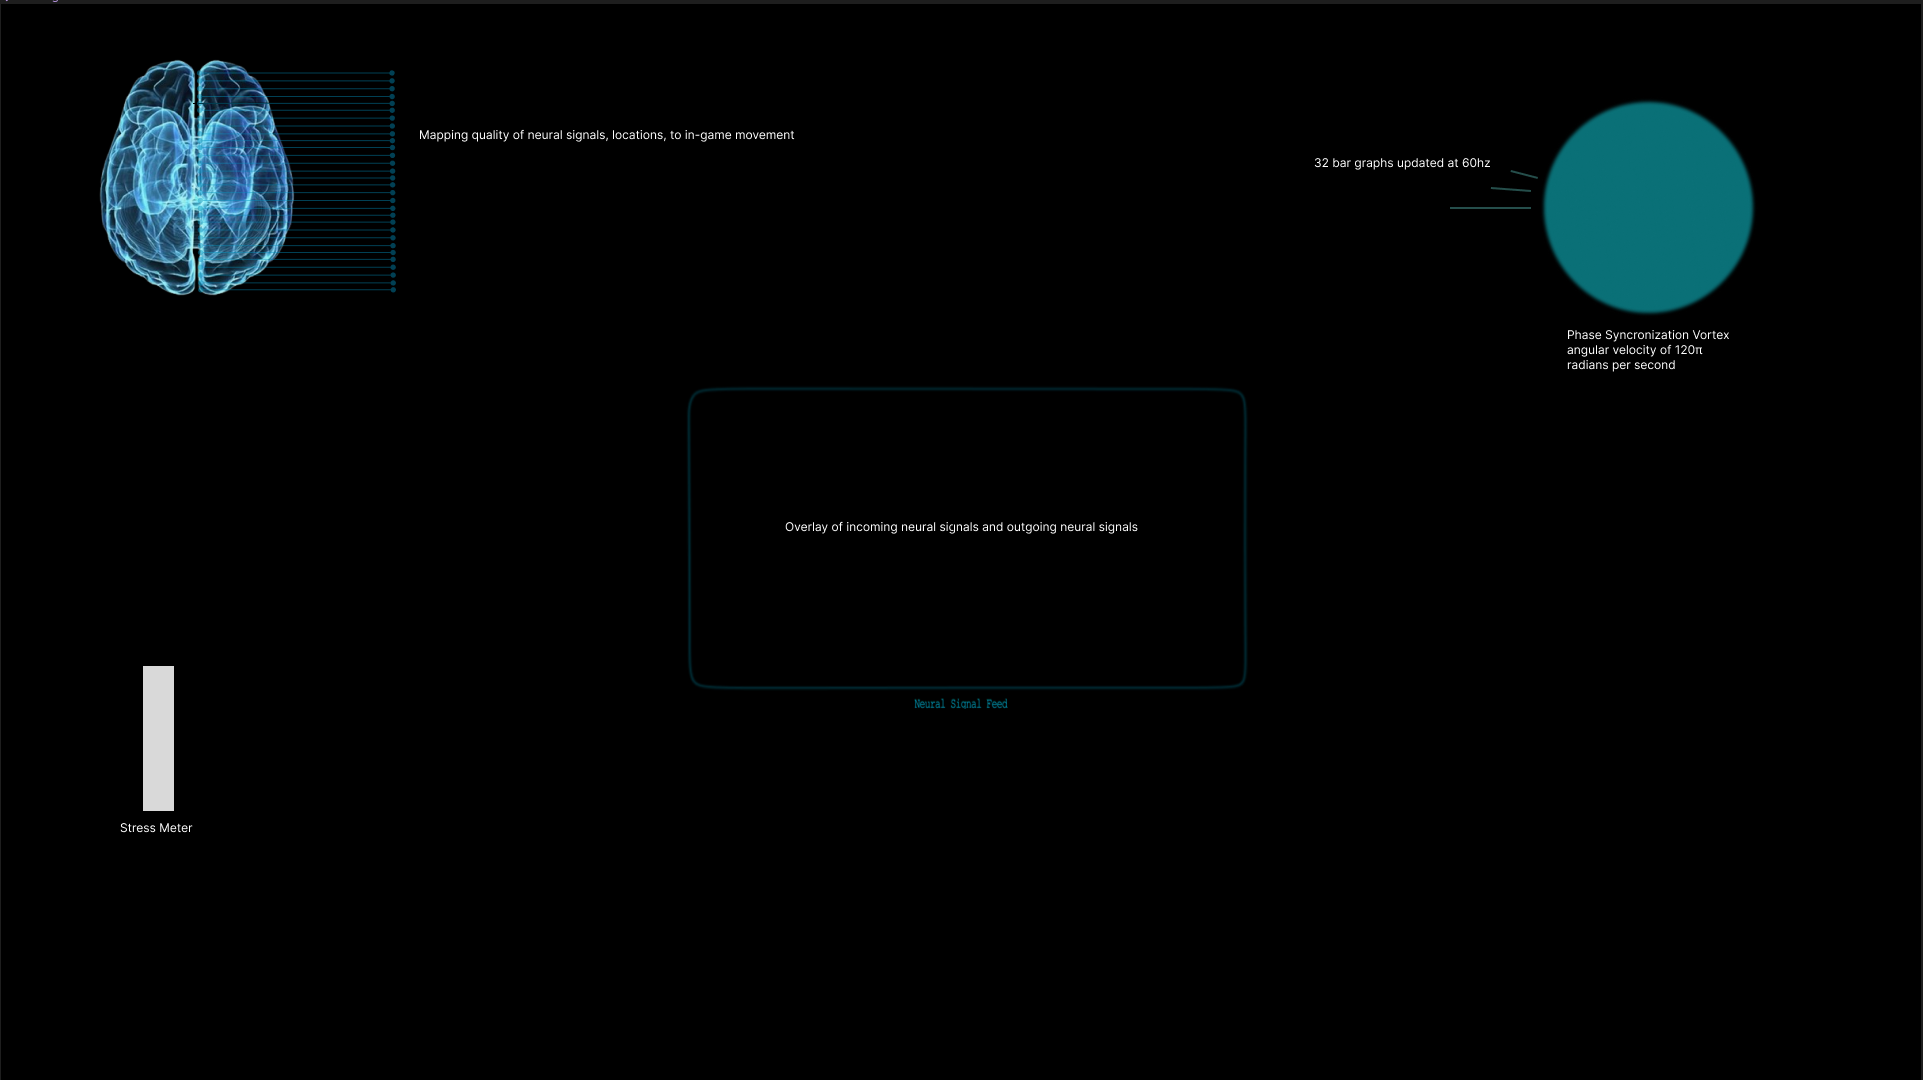 Mapping quality of neural signals, locations, to in-game movement
32 bar graphs updated at 60hz
Phase Syncronization Vortex
angular velocity of 120π
radians per second
Overlay of incoming neural signals and outgoing neural signals
Neural Signal Feed
Stress Meter